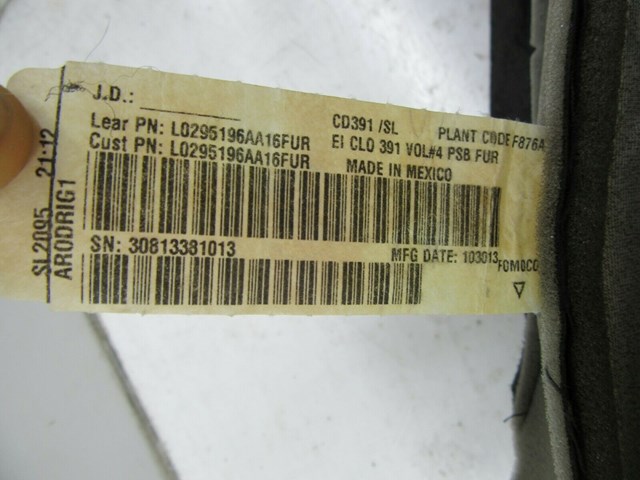 J.D.:
Lear PN: L0295196AA16FUR
Cust PN: L0295196AA16FUR
CD391 /SL PLANT CODE F876A
EI CLO 391 VOL#4 PSB FUR
MADE IN MEXICO
SN: 30813381013
MFG DATE: 103013
FOMOCO
SL2095 21:12
ARODRIG1